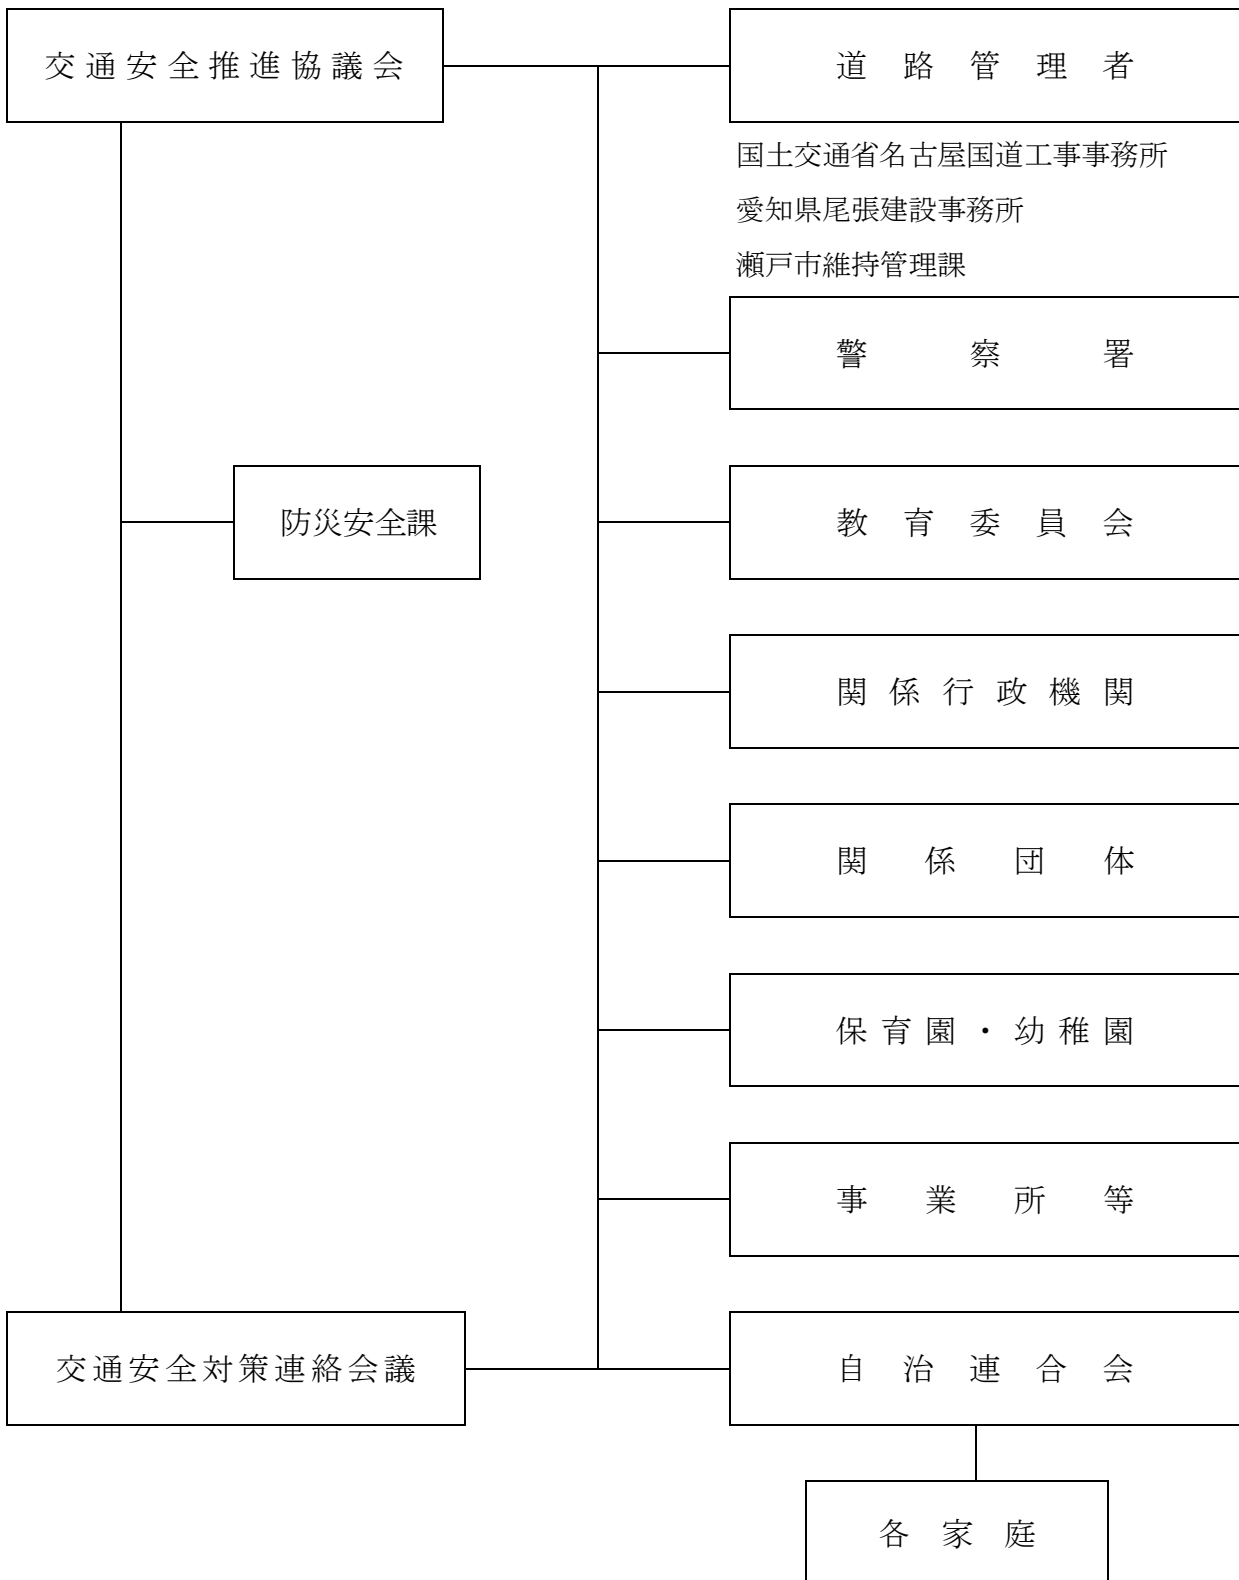 交通安全推進協議会
道路管理者
国土交通省名古屋国道工事事務所
愛知県尾張建設事務所
瀬戸市維持管理課
警察署
防災安全課
教育委員会
関係行政機関
関係団体
保育園・幼稚園
事業所等
交通安全対策連絡会議
自治連合会
各家庭